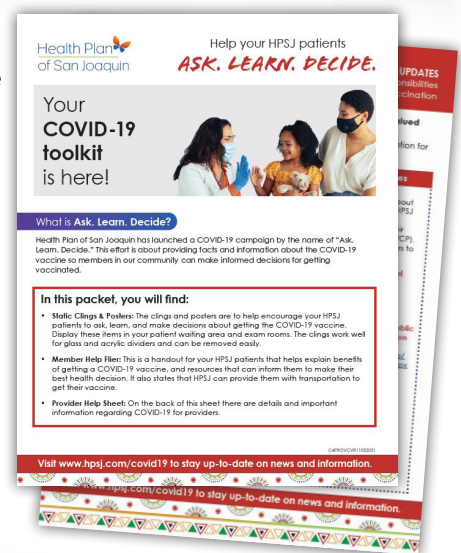 Health Plan
of San Joaquin
Help your HPSJ patients
ASK. LEARN. DECIDE.
Your
COVID-19
toolkit
is here!
What is Ask. Learn. Decide?
Health Plan of San Joaquin has launched a COVID-19 campaign by the name of “Ask.
Learn. Decide.” This effort is about providing facts and information about the COVID-19
vaccine so members in our community can make informed decisions for getting
vaccinated.
In this packet, you will find:
• Static Clings & Posters: The clings and posters are to help encourage your HPSJ
patients to ask, learn, and make decisions about getting the COVID-19 vaccine.
Display these items in your patient waiting area and exam rooms. The clings work well
for glass and acrylic dividers and can be removed easily.
• Member Help Flier: This is a handout for your HPSJ patients that helps explain benefits
of getting a COVID-19 vaccine, and resources that can inform them to make their
best health decision. It also states that HPSJ can provide them with transportation to
get their vaccine.
• Provider Help Sheet: On the back of this sheet there are details and important
information regarding COVID-19 for providers.
C4PROVCVR11052021
Visit www.hpsj.com/covid19 to stay up-to-date on news and information.
UPDATES
HPSJ
.hpsj.com/covid19 to stay up-to-date on news and information.